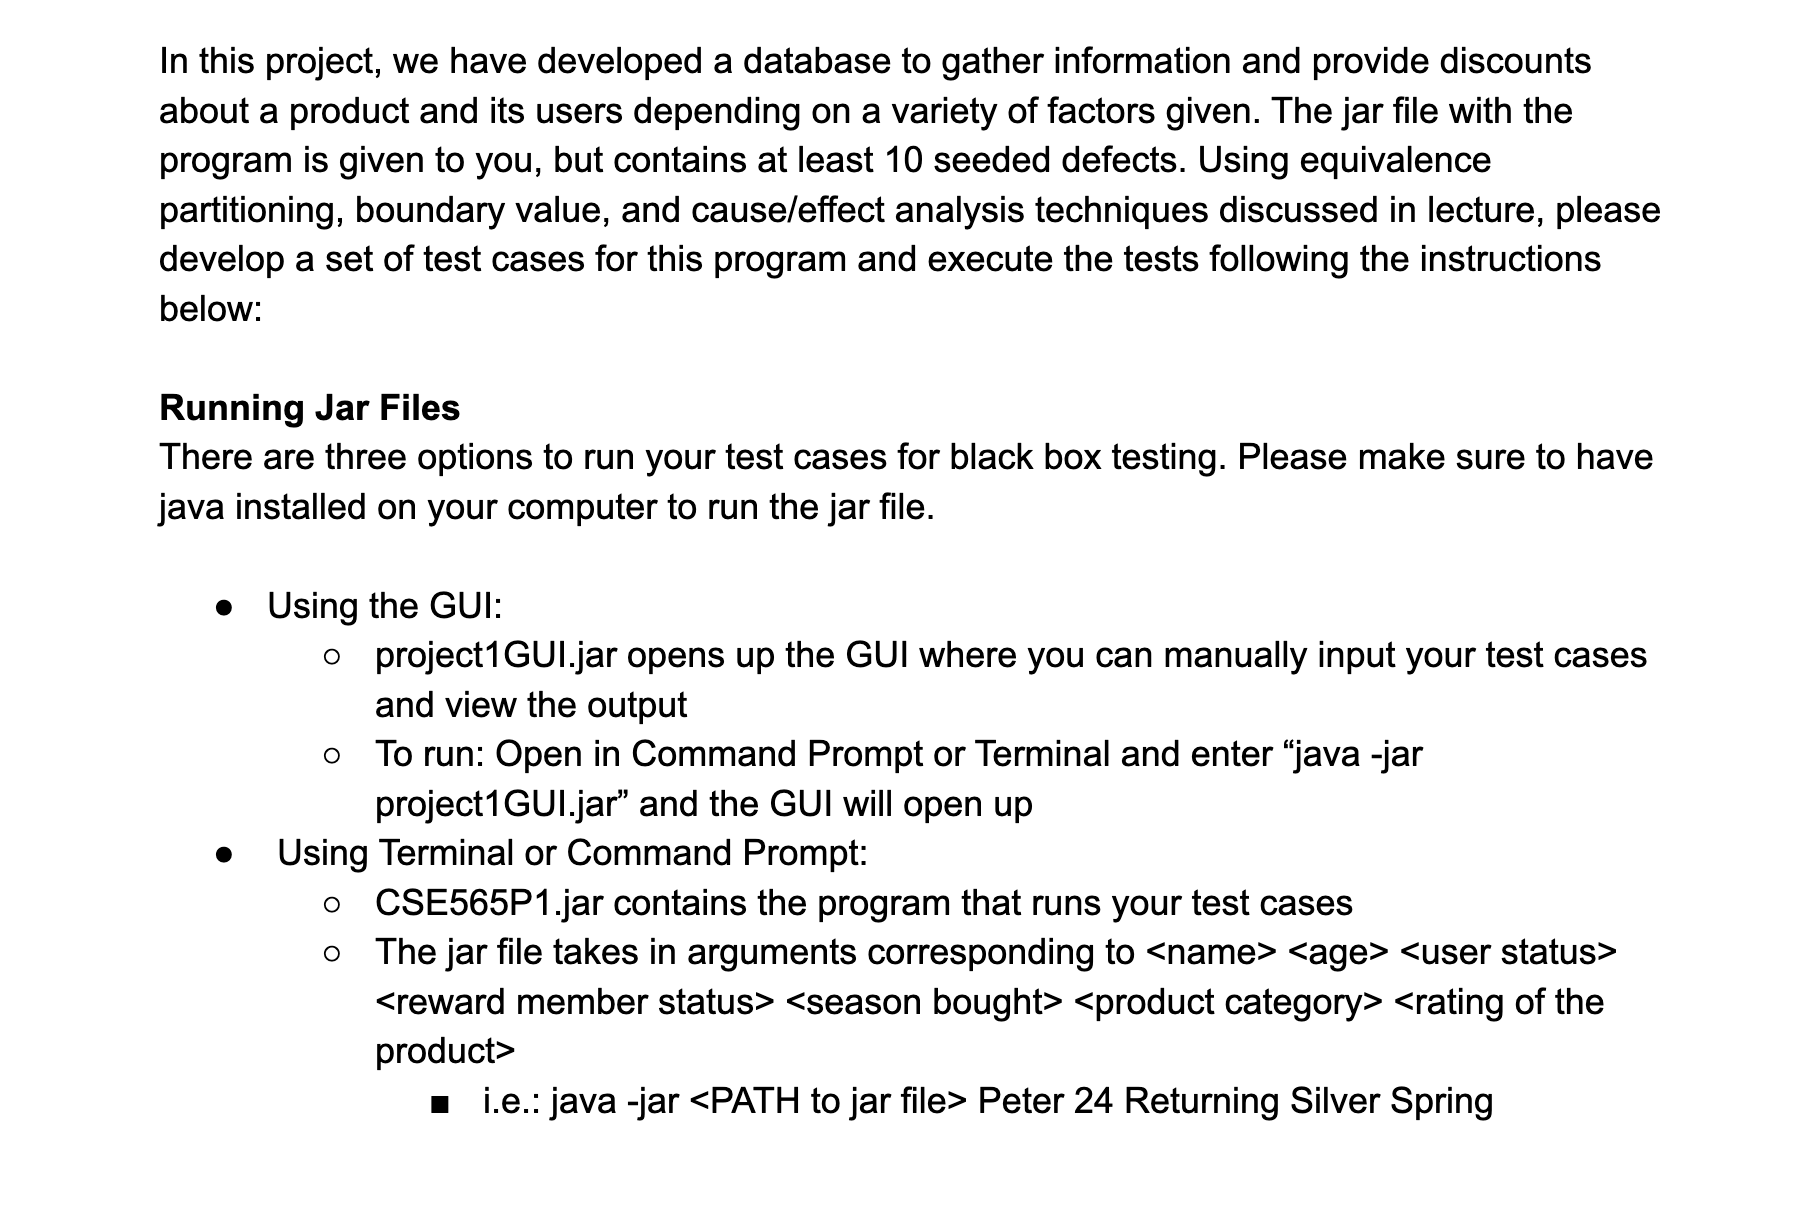 In this project, we have developed a database to gather information and provide discounts
about a product and its users depending on a variety of factors given. The jar file with the
program is given to you, but contains at least 10 seeded defects. Using equivalence
partitioning, boundary value, and cause/effect analysis techniques discussed in lecture, please
develop a set of test cases for this program and execute the tests following the instructions
below:
Running Jar Files
There are three options to run your test cases for black box testing. Please make sure to have
java installed on your computer to run the jar file.
● Using the GUI:
○ project1GUI.jar opens up the GUI where you can manually input your test cases
and view the output
○ To run: Open in Command Prompt or Terminal and enter “java -jar
project1GUI.jar” and the GUI will open up
● Using Terminal or Command Prompt:
○ CSE565P1.jar contains the program that runs your test cases
○ The jar file takes in arguments corresponding to <name> <age> <user status>
<reward member status> <season bought> <product category> <rating of the
product>
■ i.e.: java -jar <PATH to jar file> Peter 24 Returning Silver Spring